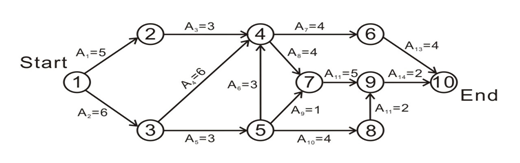 A₃=3
A₇=4
2
4
6
Start
A₁=5
A₄=6
A₈=4
A₁₃=4
1
A₆=3
7
A₁₁=5
9
A₁₄=2
10
A₂=6
A₉=1
A₁₁=2
End
3
A₅=3
5
A₁₀=4
8